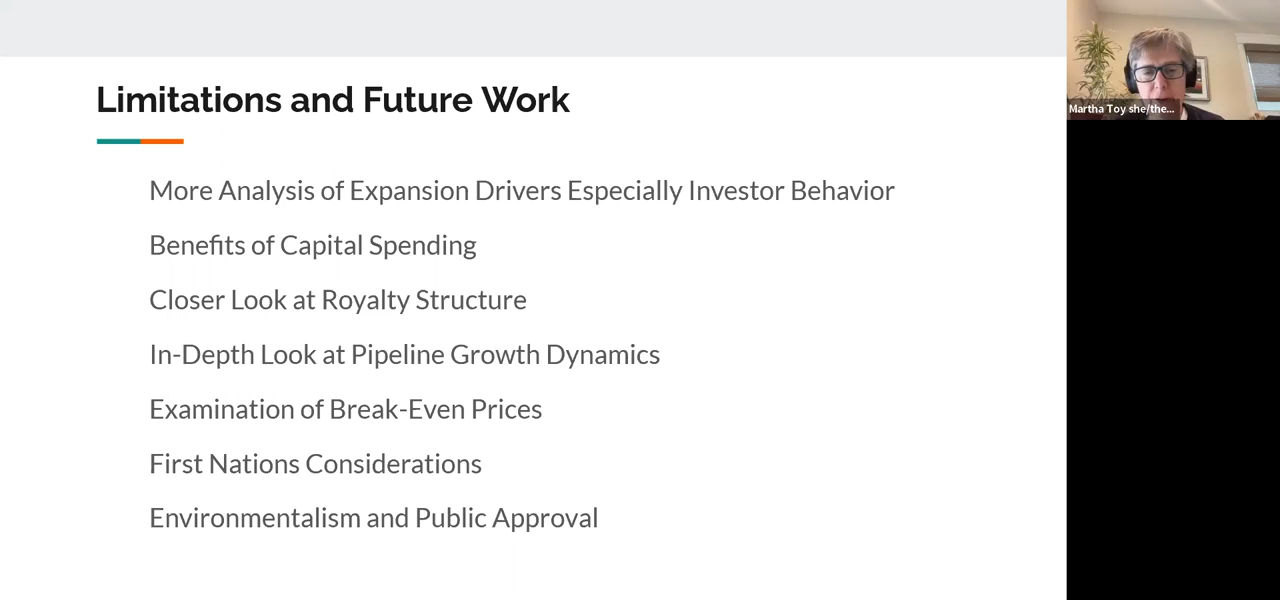 Limitations and Future Work
More Analysis of Expansion Drivers Especially Investor Behavior
Benefits of Capital Spending
Closer Look at Royalty Structure
In-Depth Look at Pipeline Growth Dynamics
Examination of Break-Even Prices
First Nations Considerations
Environmentalism and Public Approval
Martha Toy she/the...